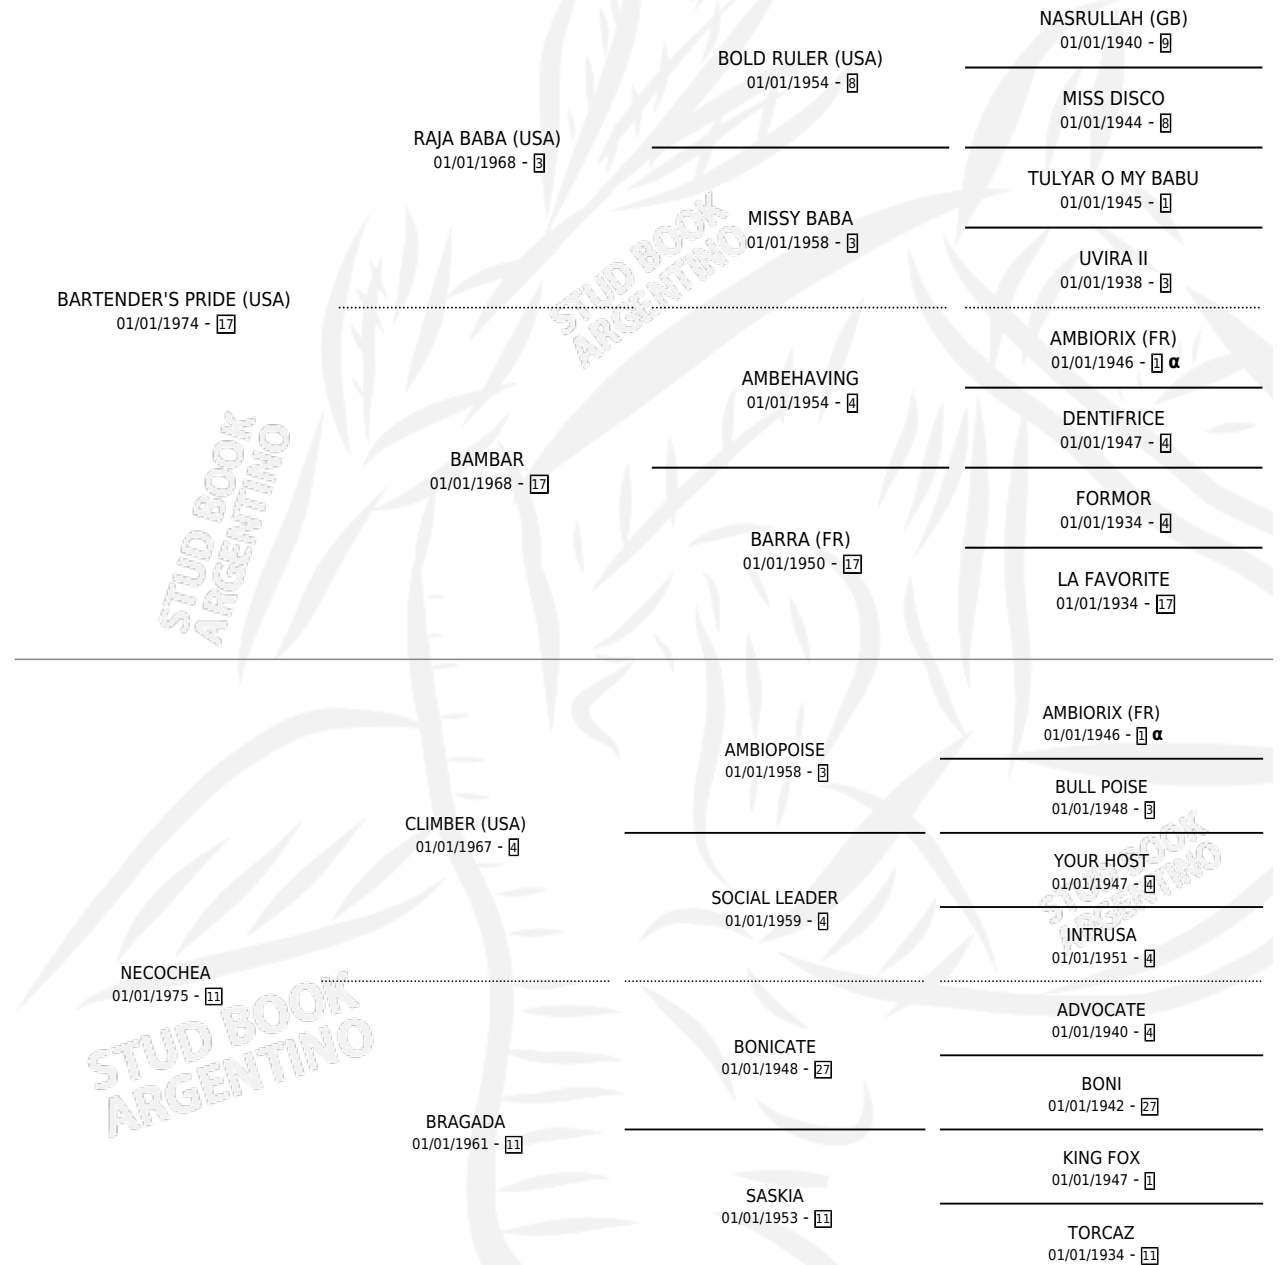 NASRULLAH (GB)
01/01/1940 - 9
BOLD RULER (USA)
01/01/1954 - 8
MISS DISCO
01/01/1944 - 8
RAJA BABA (USA)
01/01/1968 - 3
TULYAR O MY BABU
01/01/1945 - 1
MISSY BABA
01/01/1958 - 3
UVIRA II
01/01/1938 - 3
BARTENDER'S PRIDE (USA)
01/01/1974 - 17
AMBIORIX (FR)
01/01/1946 - 1 α
AMBEHAVING
01/01/1954 - 4
DENTIFRICE
01/01/1947 - 4
BAMBAR
01/01/1968 - 17
FORMOR
01/01/1934 - 4
BARRA (FR)
01/01/1950 - 17
LA FAVORITE
01/01/1934 - 17
AMBIORIX (FR)
01/01/1946 - 1 α
AMBIOPOISE
01/01/1958 - 3
BULL POISE
01/01/1948 - 3
CLIMBER (USA)
01/01/1967 - 4
YOUR HOST
01/01/1947 - 4
SOCIAL LEADER
01/01/1959 - 4
INTRUSA
01/01/1951 - 4
NECOCHEA
01/01/1975 - 11
ADVOCATE
01/01/1940 - 4
BONICATE
01/01/1948 - 27
BONI
01/01/1942 - 27
BRAGADA
01/01/1961 - 11
KING FOX
01/01/1947 - 1
SASKIA
01/01/1953 - 11
TORCAZ
01/01/1934 - 11
STUD BOOK
ARGENTINO
STUD BOOK
ARGENTINO
STUD BOOK
ARGENTINO
STUD BOOK
ARGENTINO